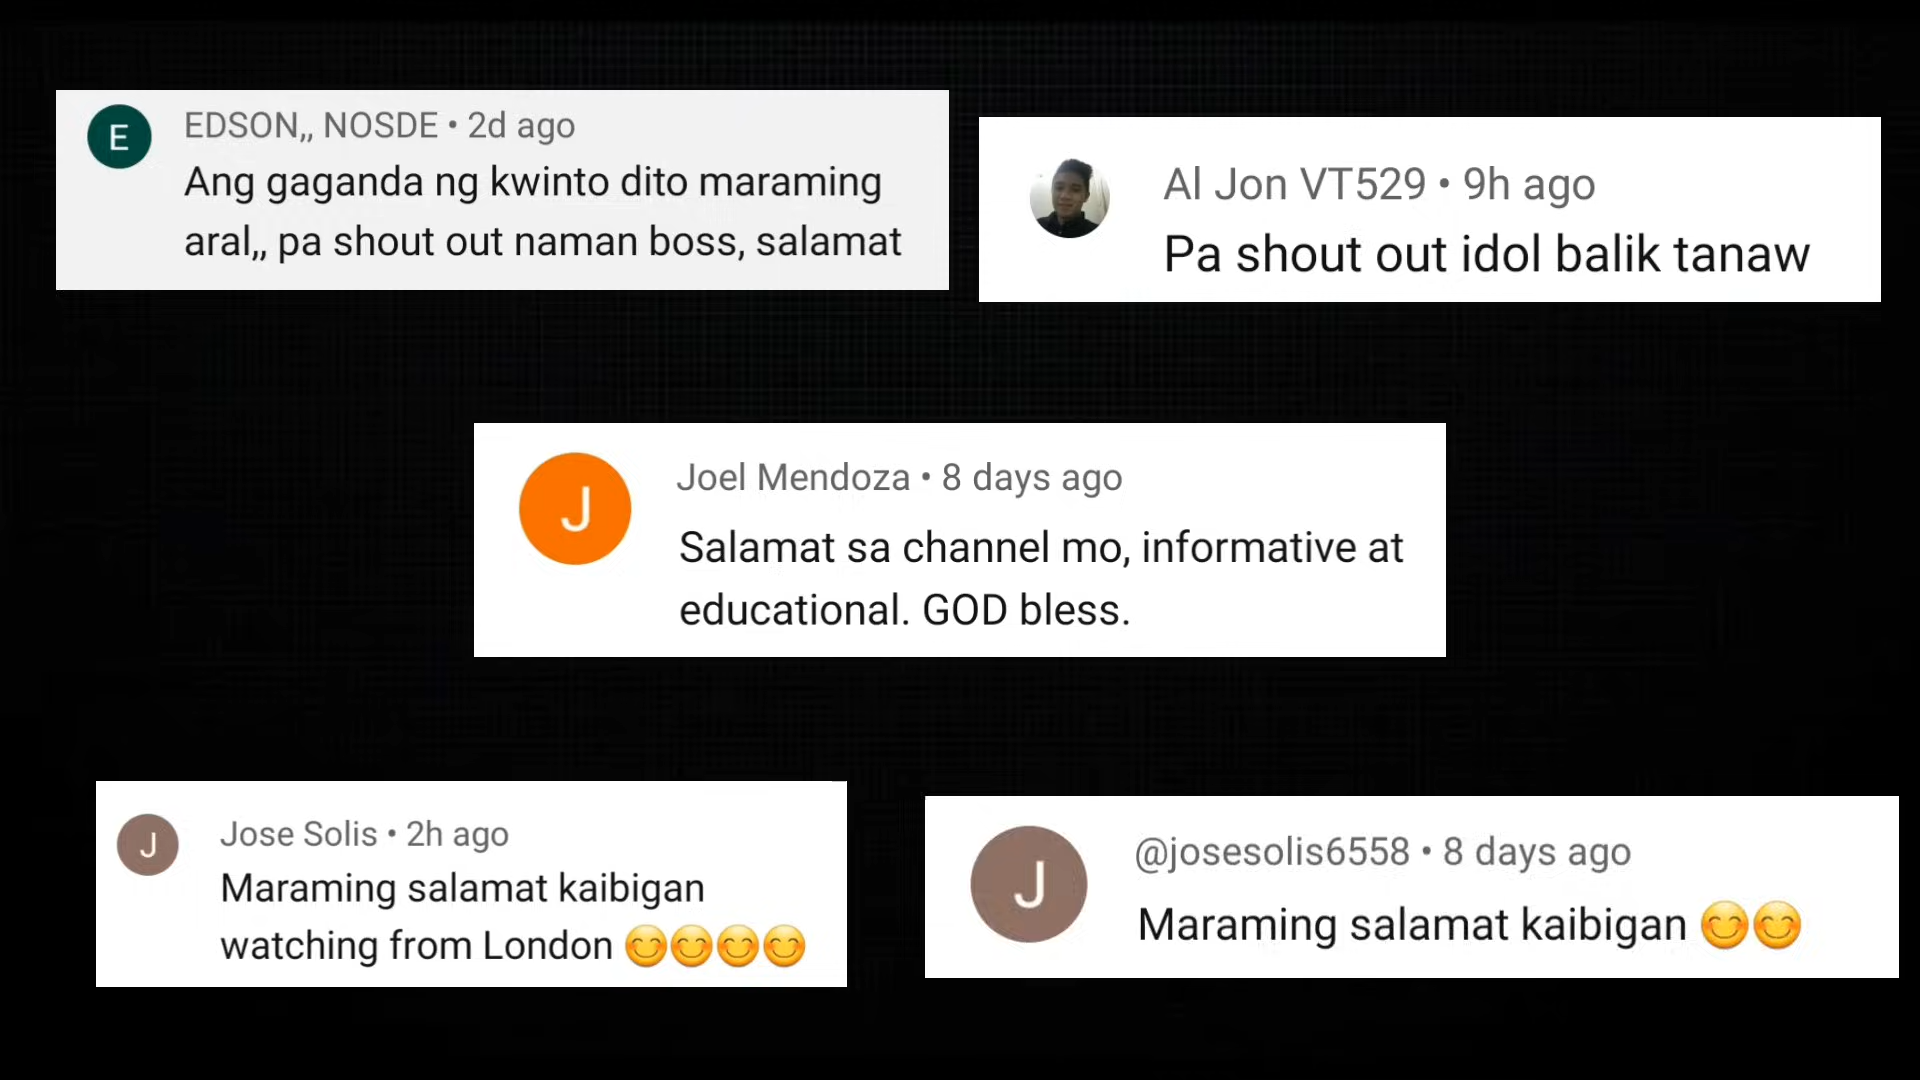 E
EDSON,, NOSDE • 2d ago
Ang gaganda ng kwinto dito maraming
aral,, pa shout out naman boss, salamat
Al Jon VT529 • 9h ago
Pa shout out idol balik tanaw
J
Joel Mendoza • 8 days ago
Salamat sa channel mo, informative at
educational. GOD bless.
J
Jose Solis • 2h ago
Maraming salamat kaibigan
watching from London 😊😊😊😊
J
@josesolis6558 • 8 days ago
Maraming salamat kaibigan 😊😊